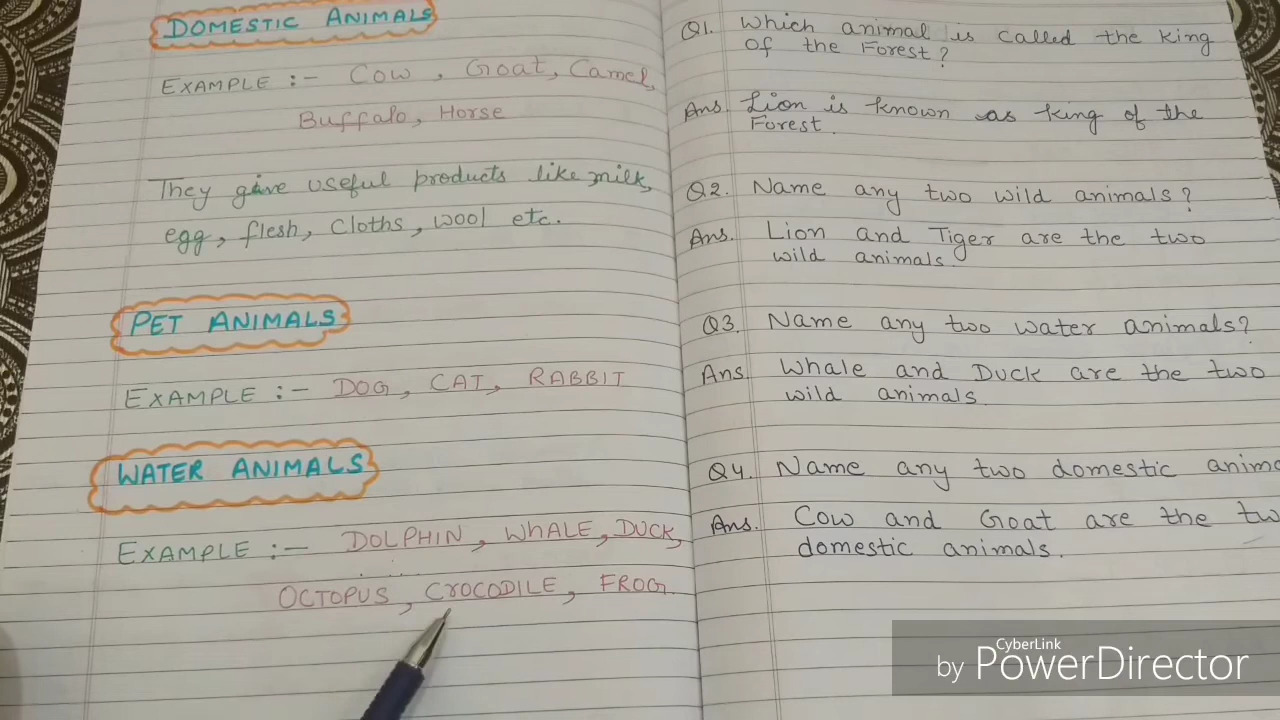 DOMESTIC ANIMALS
EXAMPLE :- Cow, Goat, Camel,
Buffalo, Horse
They give useful products like milk,
egg, flesh, cloths, wool etc.
PET ANIMALS
EXAMPLE :- DOG, CAT, RABBIT
WATER ANIMALS
EXAMPLE :- DOLPHIN, WHALE, DUCK,
OCTOPUS, CROCODILE, FROG.
Q1. Which animal is called the king
of the Forest?
Ans. Lion is known as king of the
Forest.
Q2. Name any two wild animals?
Ans. Lion and Tiger are the two
wild animals.
Q3. Name any two water animals?
Ans. Whale and Duck are the two
wild animals.
Q4. Name any two domestic anima
Ans. Cow and Goat are the tw
domestic animals.
CyberLink
by PowerDirector